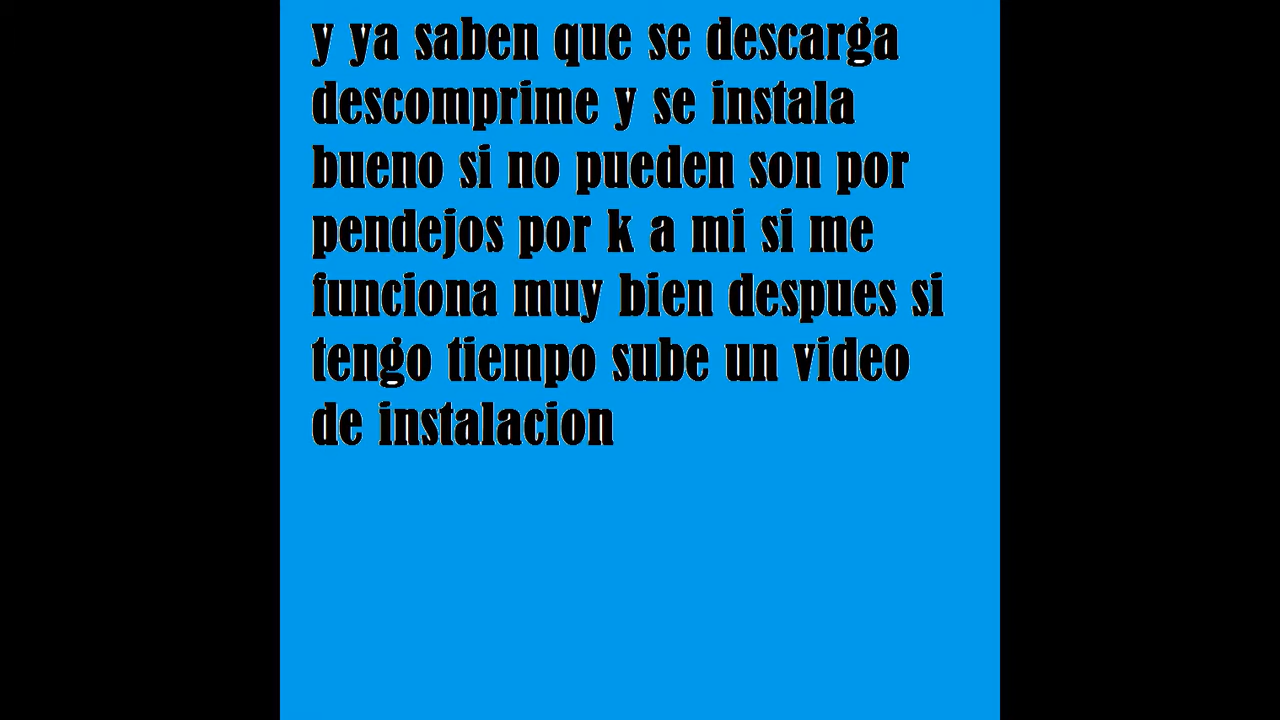 y ya saben que se descarga
descomprime y se instala
bueno si no pueden son por
pendejos por k a mi si me
funciona muy bien despues si
tengo tiempo sube un video
de instalacion